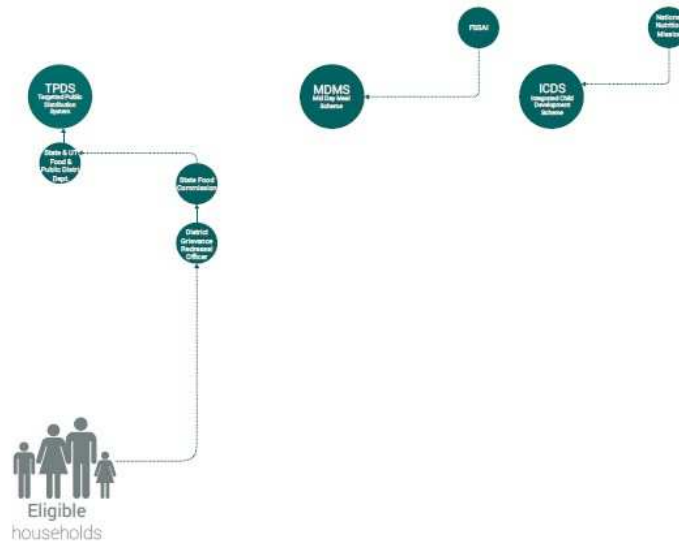 FSSAI
Nation
Nutrition
Mission
TPDS
Targeted Public
Distribution
System
MDMS
Mid Day Meal
Scheme
ICDS
Integrated Child
Development
Scheme
State & UT
Food &
Public Distri
Dept.
State Food
Commission
District
Grievance
Redressal
Officer
Eligible
households